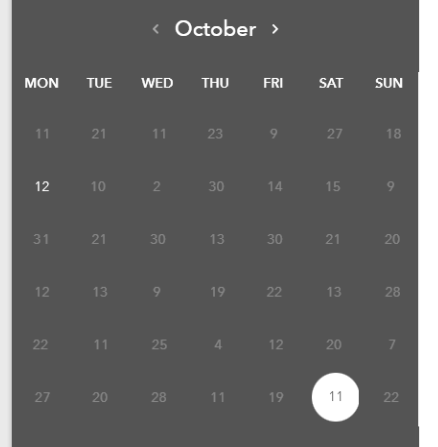 ‹ October ›
MON TUE WED THU FRI SAT SUN
11 21 11 23 9 27 18
12 10 2 30 14 15 9
31 21 30 13 30 21 20
12 13 9 19 22 13 28
22 11 25 4 12 20 7
27 20 28 11 19 11 22